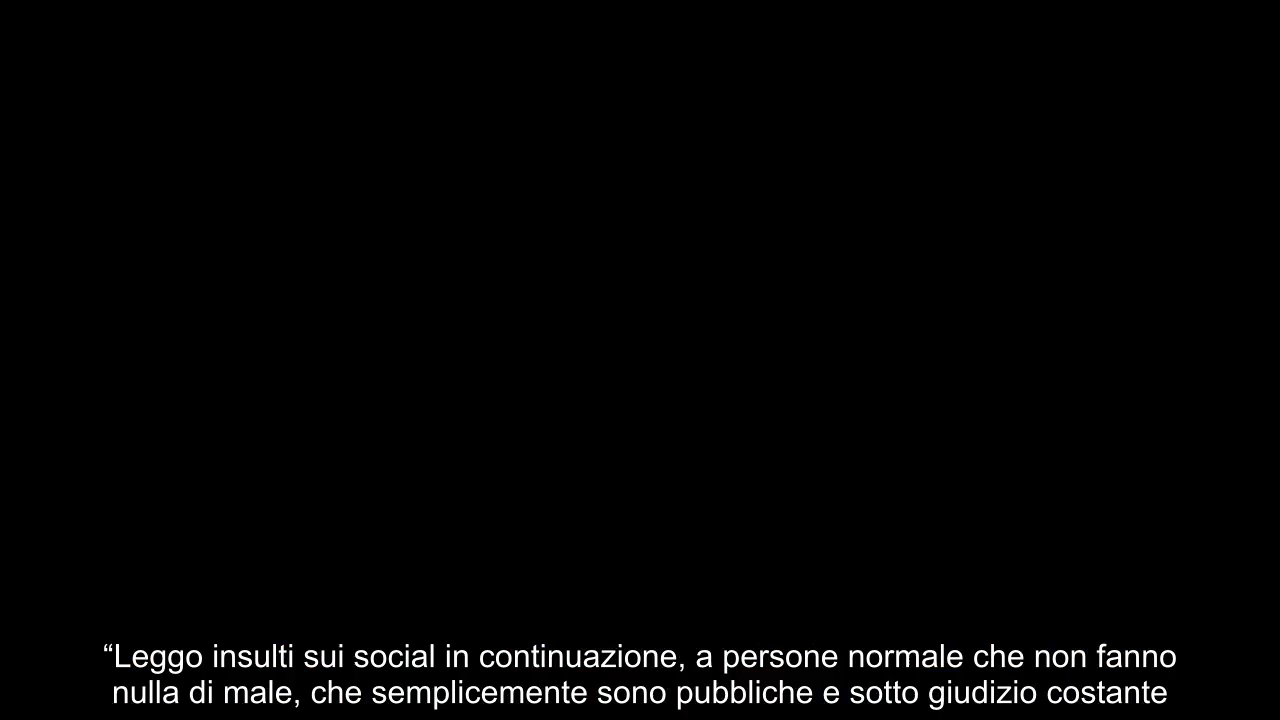 “Leggo insulti sui social in continuazione, a persone normale che non fanno
nulla di male, che semplicemente sono pubbliche e sotto giudizio costante